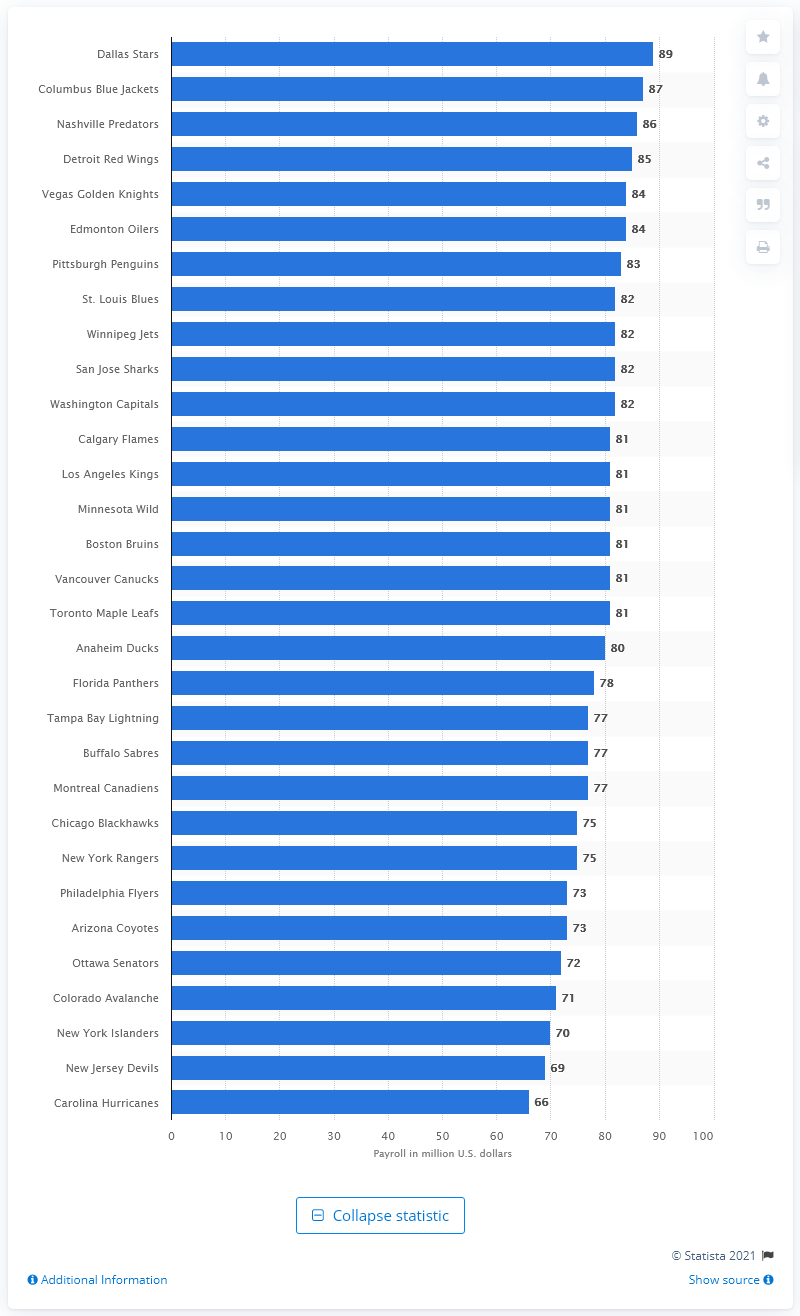 Dallas Stars 89
Columbus Blue Jackets 87
Nashville Predators 86
Detroit Red Wings 85
Vegas Golden Knights 84
Edmonton Oilers 84
Pittsburgh Penguins 83
St. Louis Blues 82
Winnipeg Jets 82
San Jose Sharks 82
Washington Capitals 82
Calgary Flames 81
Los Angeles Kings 81
Minnesota Wild 81
Boston Bruins 81
Vancouver Canucks 81
Toronto Maple Leafs 81
Anaheim Ducks 80
Florida Panthers 78
Tampa Bay Lightning 77
Buffalo Sabres 77
Montreal Canadiens 77
Chicago Blackhawks 75
New York Rangers 75
Philadelphia Flyers 73
Arizona Coyotes 73
Ottawa Senators 72
Colorado Avalanche 71
New York Islanders 70
New Jersey Devils 69
Carolina Hurricanes 66
0 10 20 30 40 50 60 70 80 90 100
Payroll in million U.S. dollars
Collapse statistic
© Statista 2021
Additional Information Show source